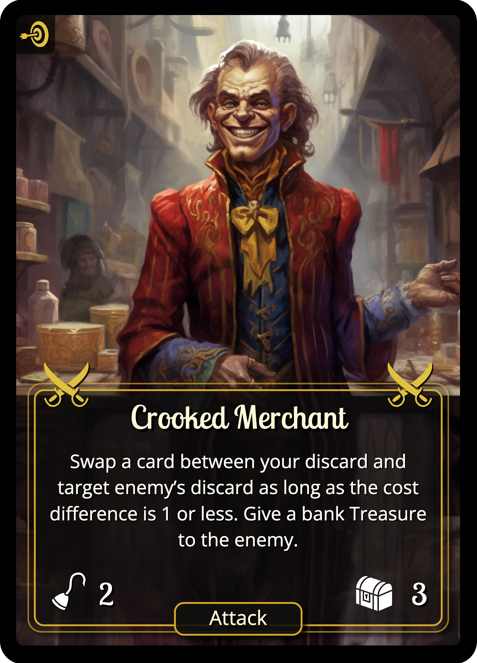 Crooked Merchant
Swap a card between your discard and
target enemy’s discard as long as the cost
difference is 1 or less. Give a bank Treasure
to the enemy.
2
3
Attack